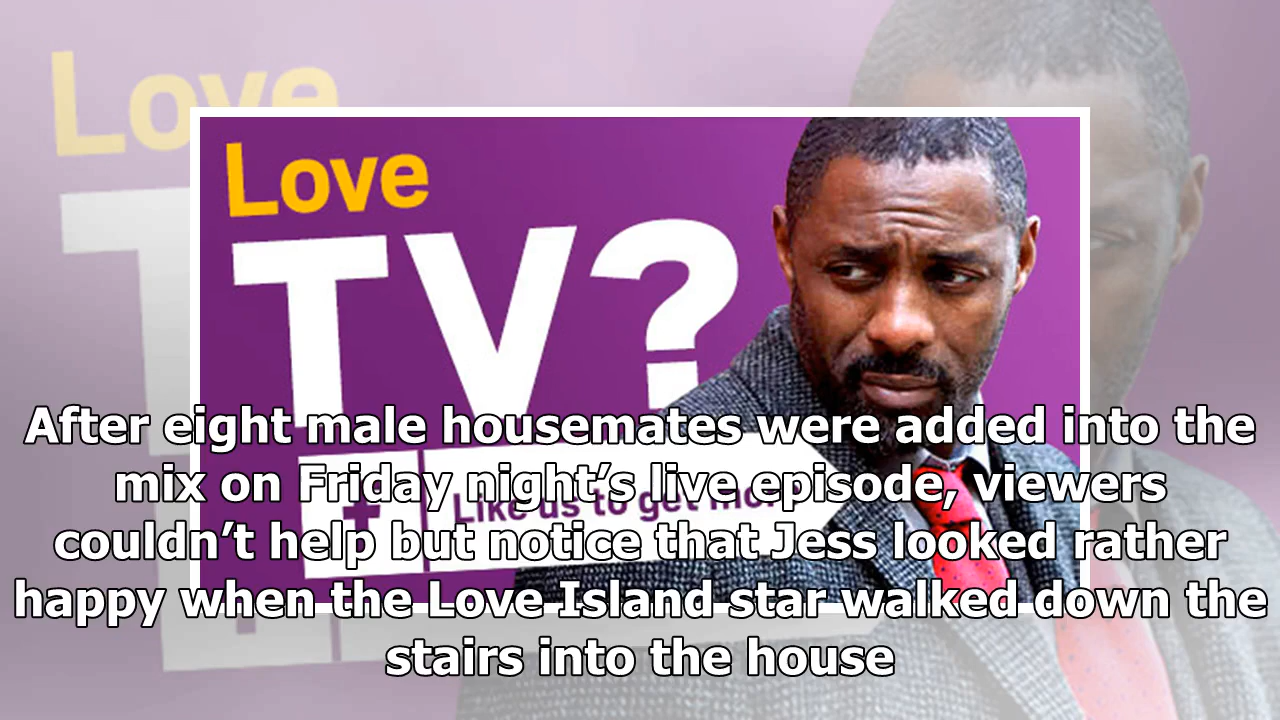 Love
TV?
+ Like us to get mor
After eight male housemates were added into the
mix on Friday night’s live episode, viewers
couldn’t help but notice that Jess looked rather
happy when the Love Island star walked down the
stairs into the house